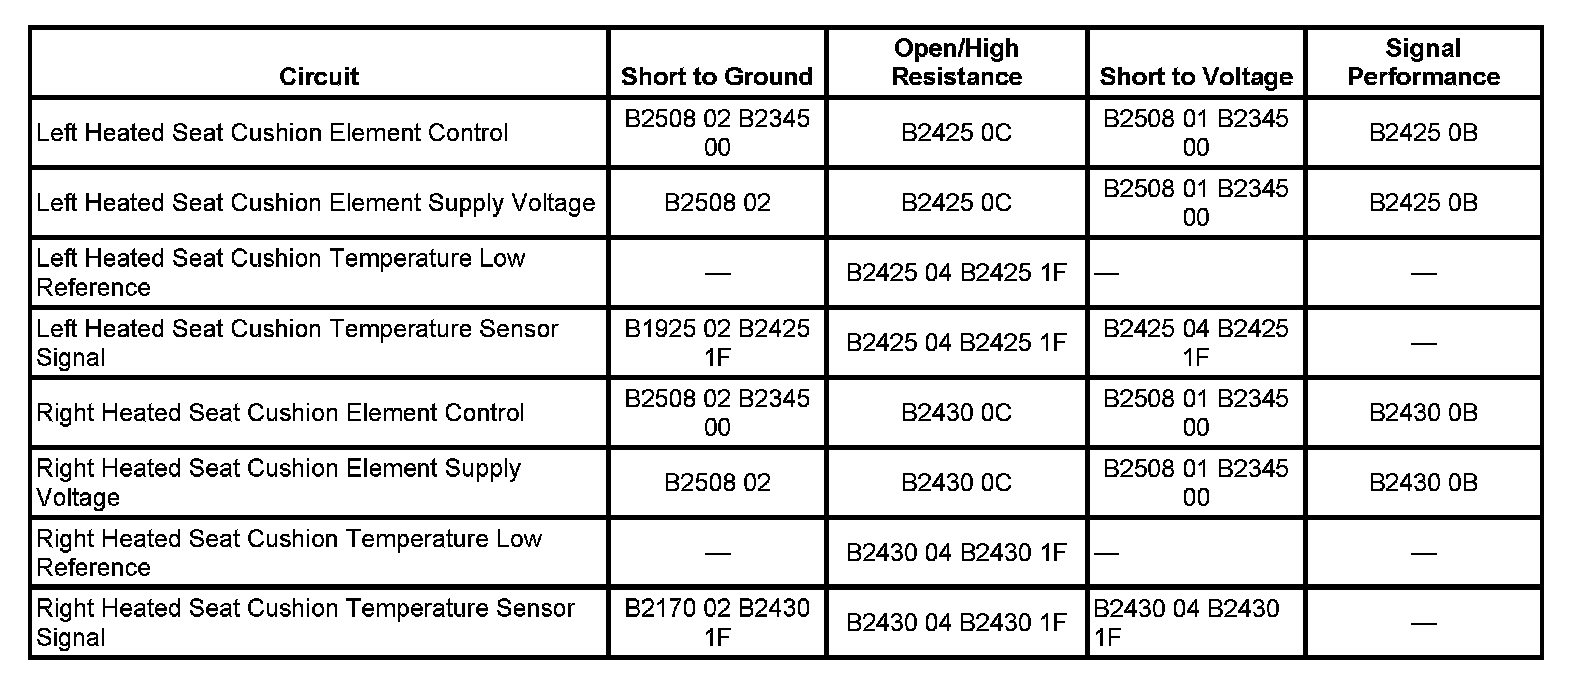 Circuit
Short to Ground
Open/High
Resistance
Short to Voltage
Signal
Performance
Left Heated Seat Cushion Element Control
B2508 02 B2345
00
B2425 0C
B2508 01 B2345
00
B2425 0B
Left Heated Seat Cushion Element Supply Voltage
B2508 02
B2425 0C
B2508 01 B2345
00
B2425 0B
Left Heated Seat Cushion Temperature Low
Reference
—
B2425 04 B2425 1F
—
—
Left Heated Seat Cushion Temperature Sensor
Signal
B1925 02 B2425
1F
B2425 04 B2425 1F
B2425 04 B2425
1F
—
Right Heated Seat Cushion Element Control
B2508 02 B2345
00
B2430 0C
B2508 01 B2345
00
B2430 0B
Right Heated Seat Cushion Element Supply
Voltage
B2508 02
B2430 0C
B2508 01 B2345
00
B2430 0B
Right Heated Seat Cushion Temperature Low
Reference
—
B2430 04 B2430 1F
—
—
Right Heated Seat Cushion Temperature Sensor
Signal
B2170 02 B2430
1F
B2430 04 B2430 1F
B2430 04 B2430
1F
—